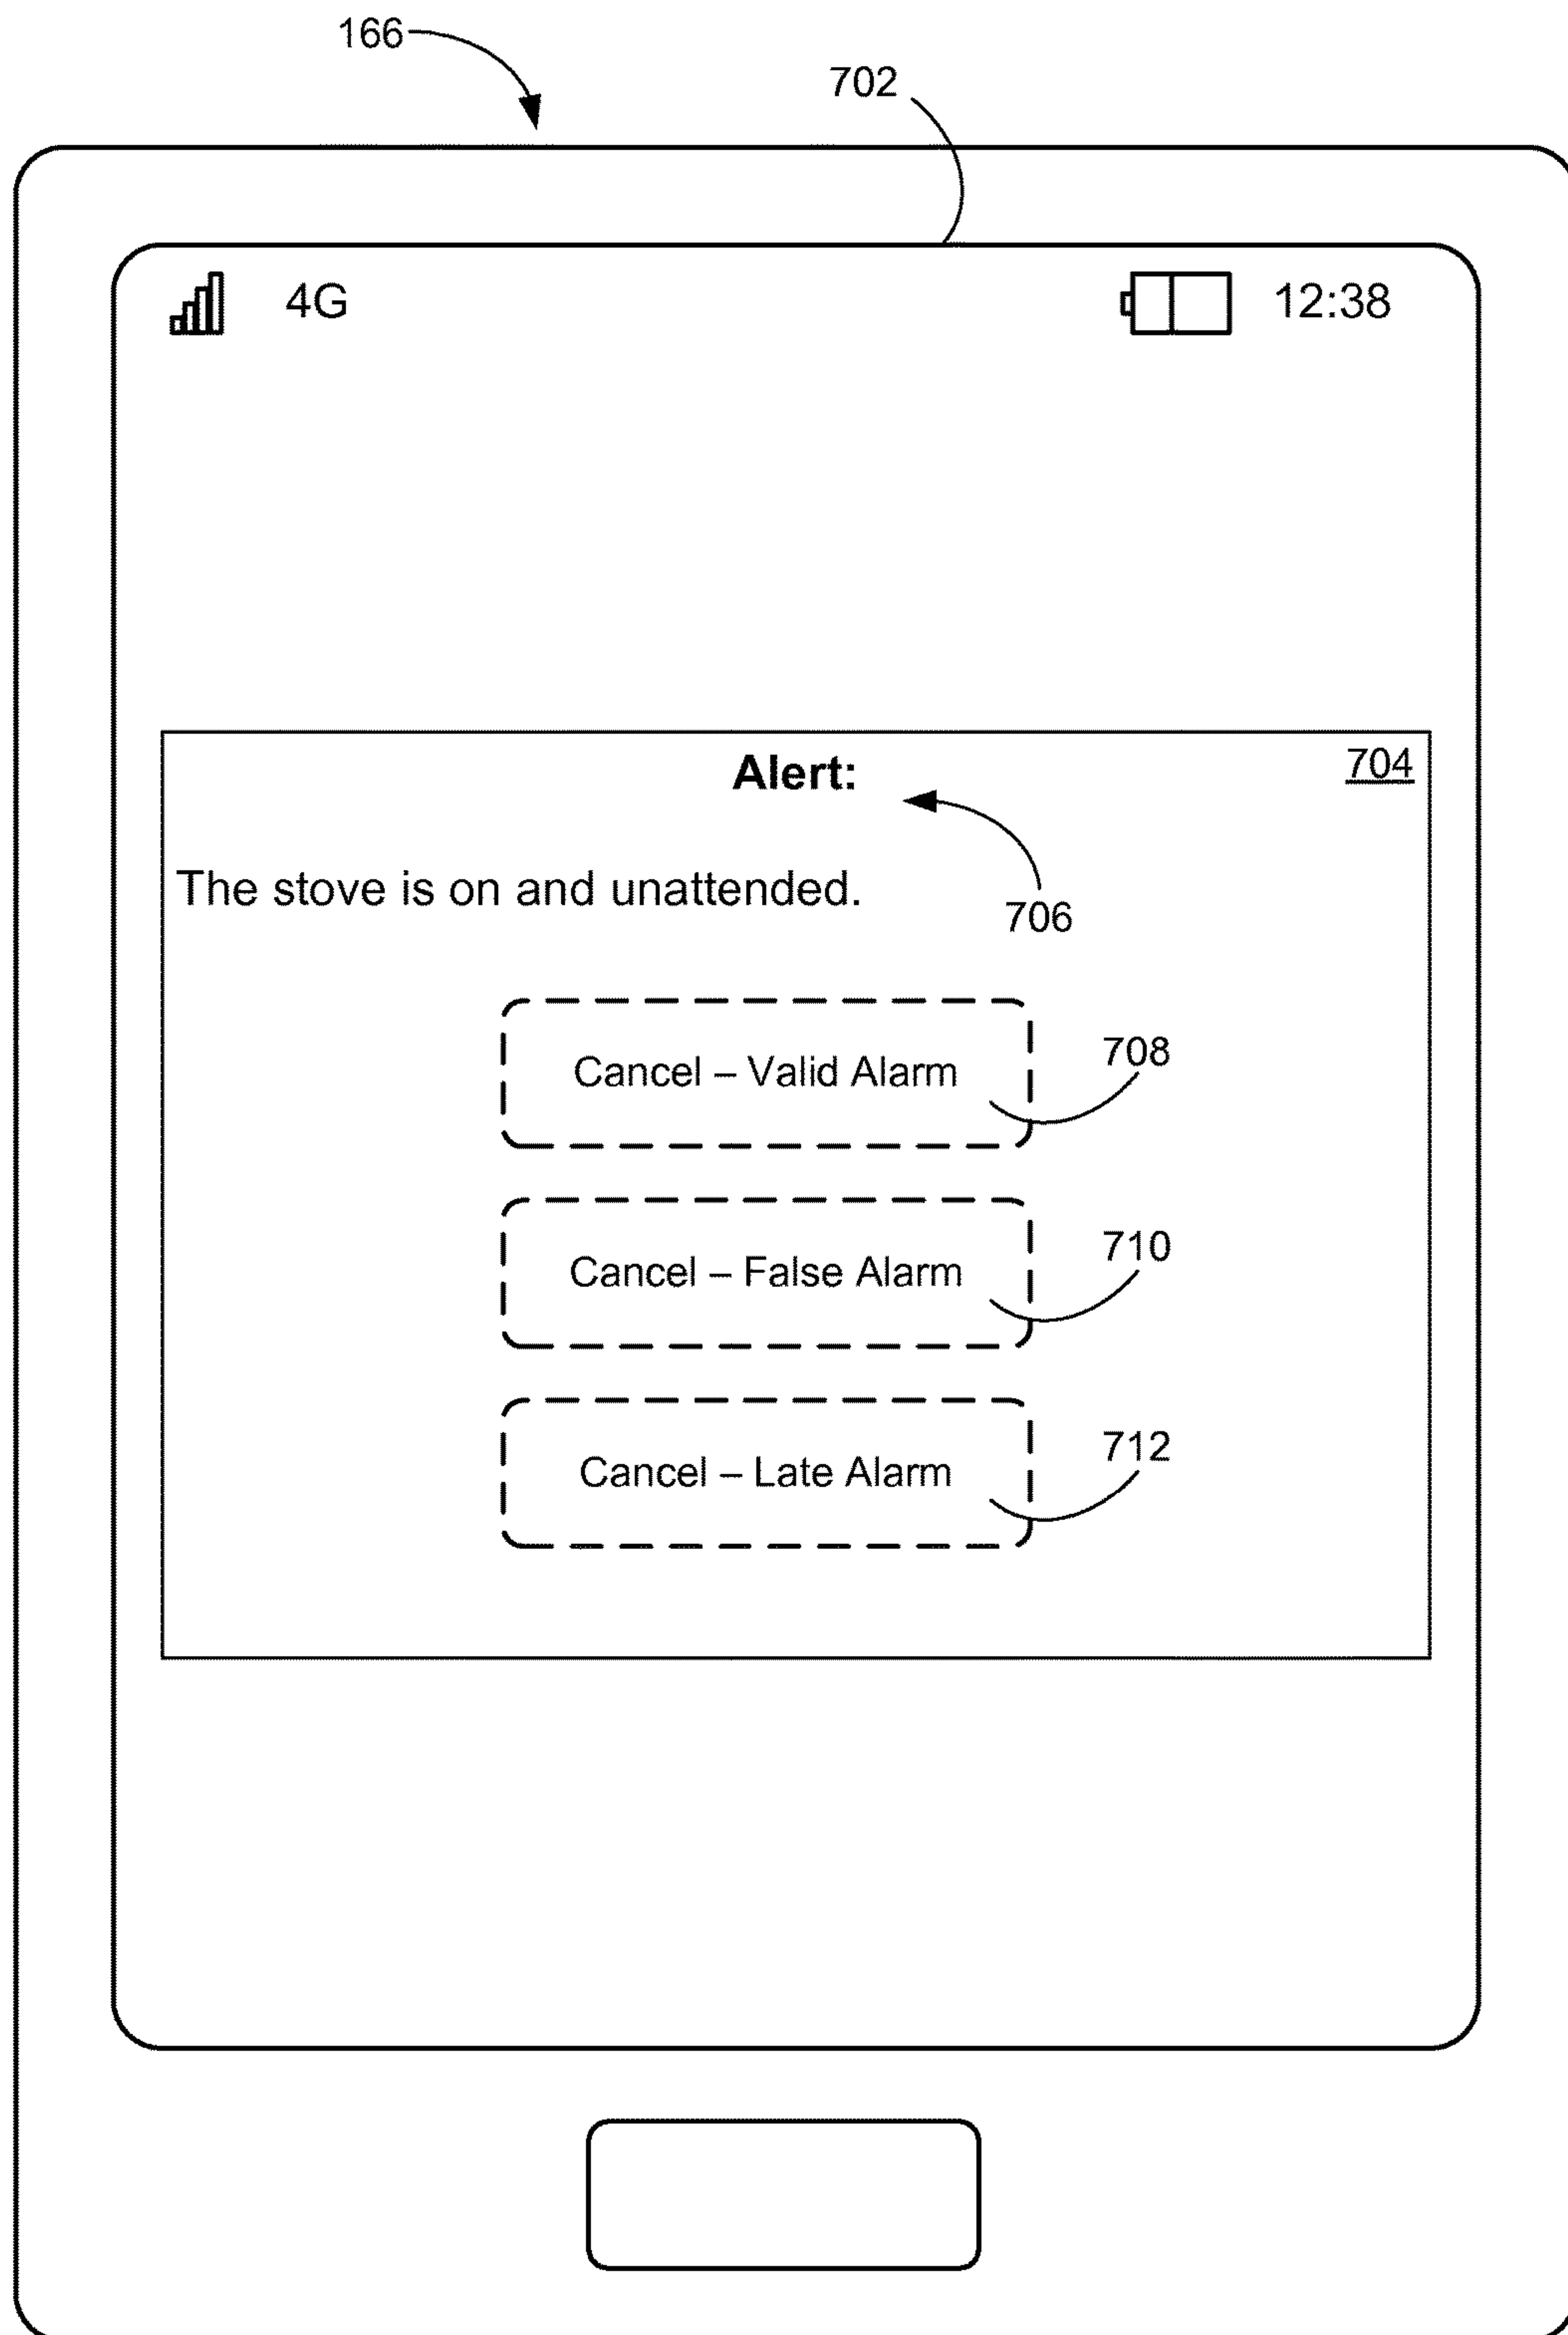 166
702
4G 12:38
Alert: 704
The stove is on and unattended.
706
Cancel – Valid Alarm 708
Cancel – False Alarm 710
Cancel – Late Alarm 712